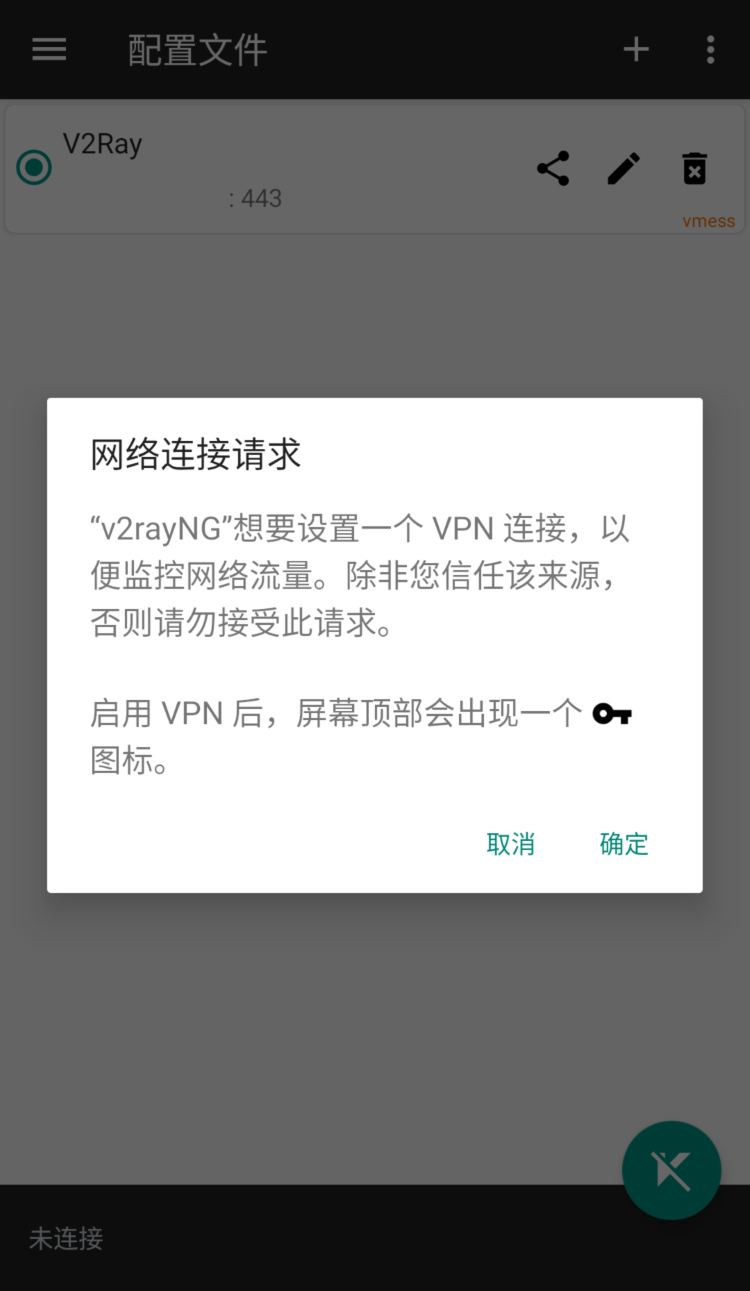 配置文件
V2Ray
: 443
vmess
网络连接请求
“v2rayNG”想要设置一个 VPN 连接，以
便监控网络流量。除非您信任该来源，
否则请勿接受此请求。
启用 VPN 后，屏幕顶部会出现一个
图标。
取消
确定
未连接